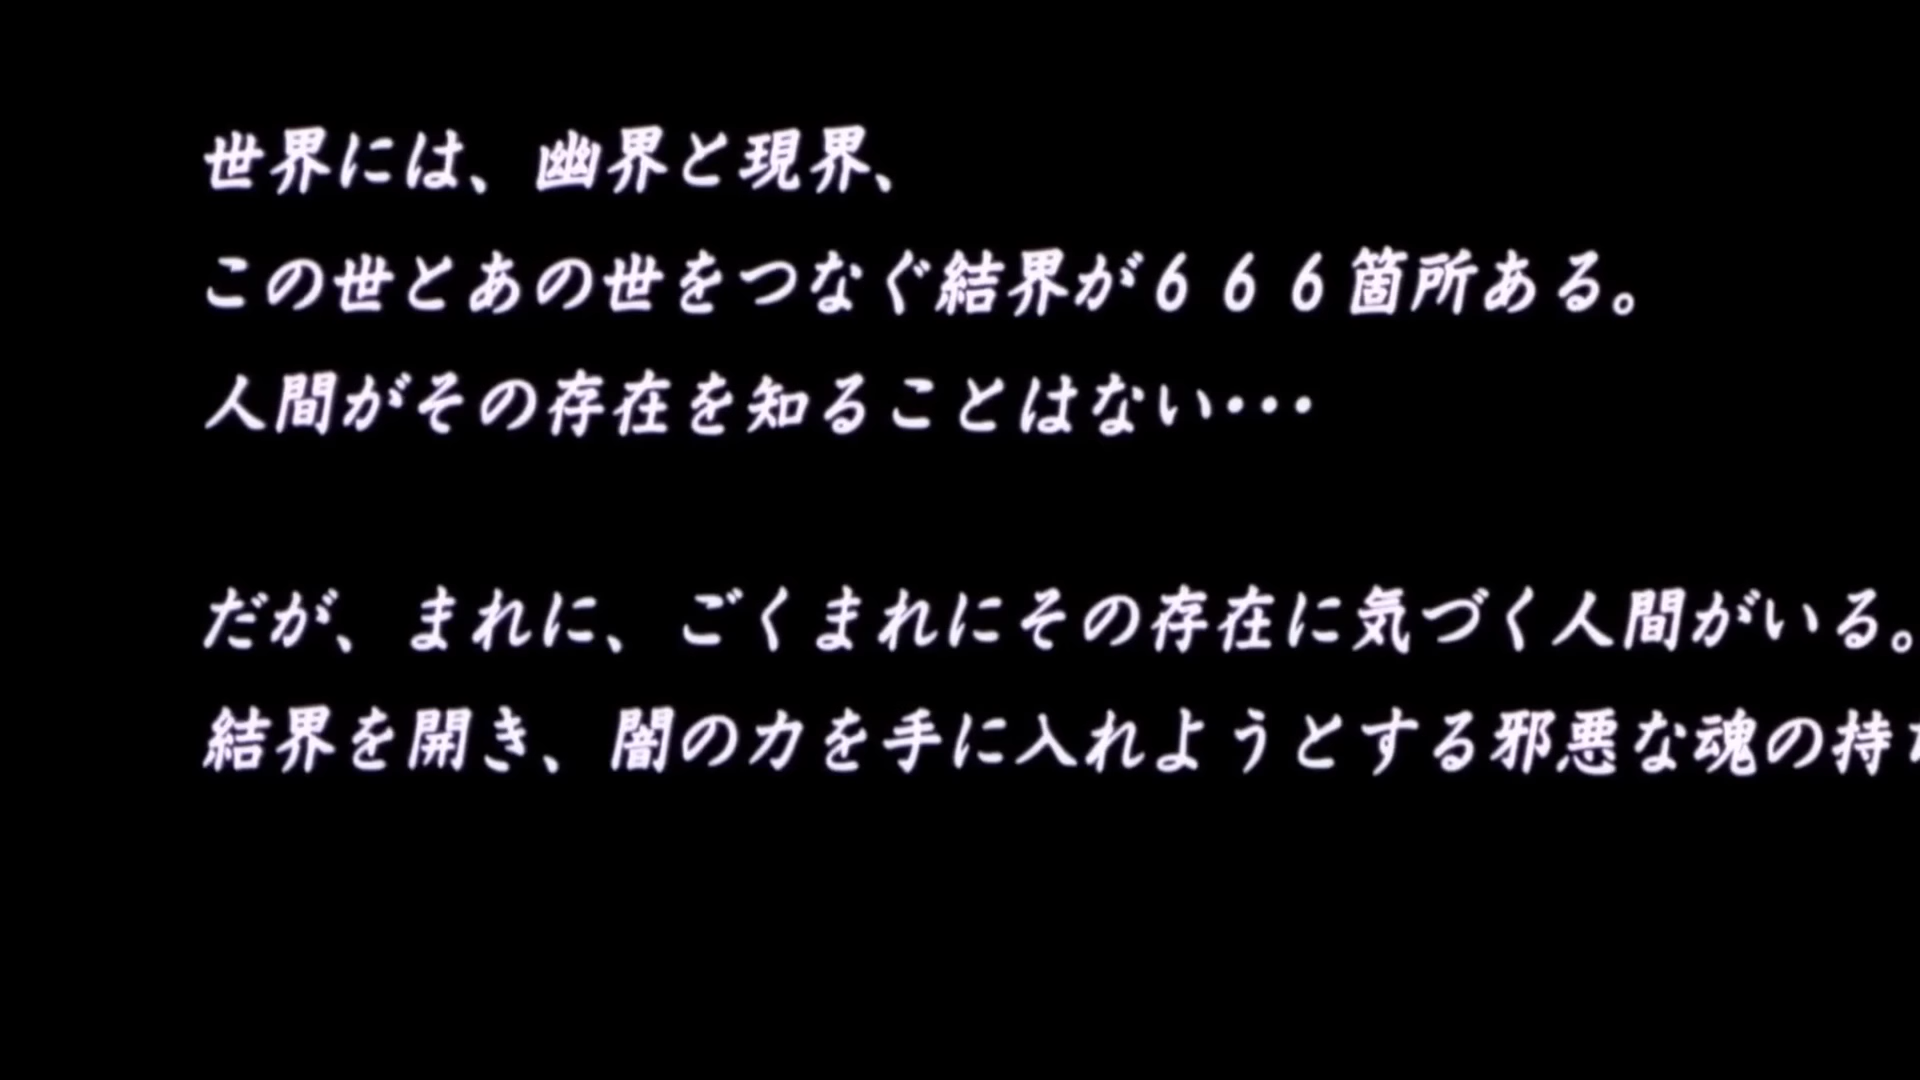 世界には、幽界と現界、
この世とあの世をつなぐ結界が６６６箇所ある。
人間がその存在を知ることはない･･･
だが、まれに、ごくまれにその存在に気づく人間がいる。
結界を開き、闇の力を手に入れようとする邪悪な魂の持